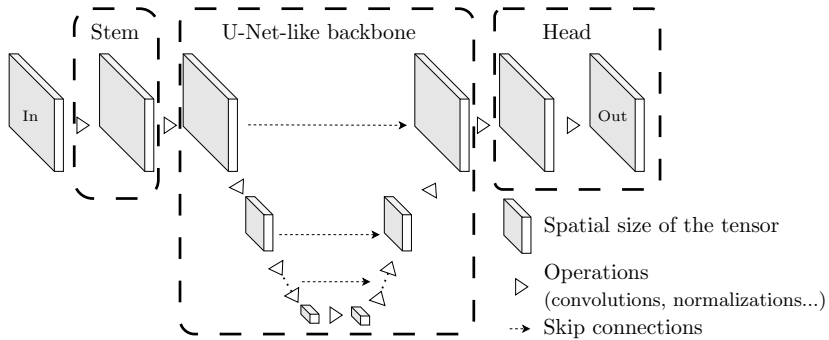 Stem
U-Net-like backbone
Head
In
Out
Spatial size of the tensor
Operations
(convolutions, normalizations...)
Skip connections